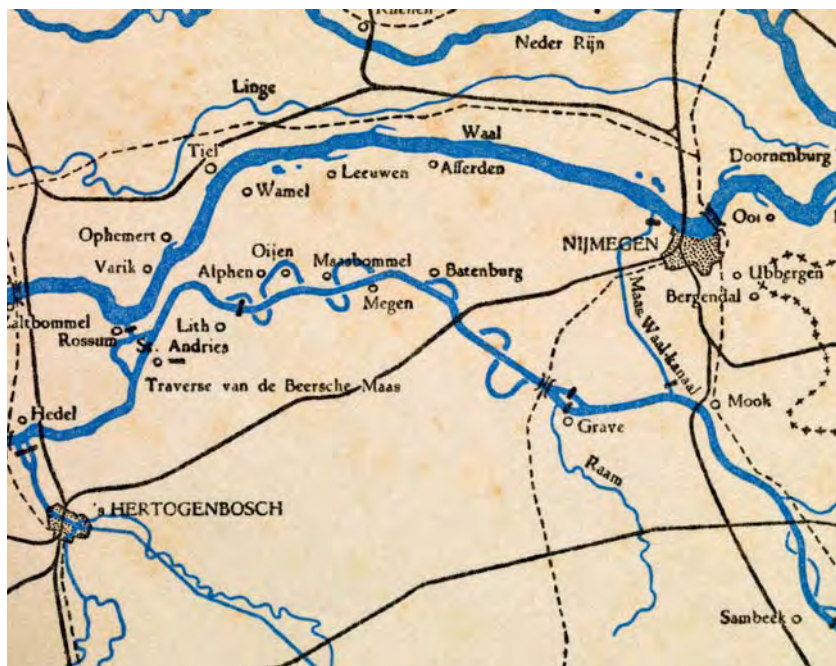 Neder Rijn
Linge
Waal
Tiel
Doornenburg
Leeuwen
Afferden
Wamel
Ooi
Ophemert
NIJMEGEN
Oijen
Varik
Alphen
Maasbommel
Batenburg
Ubbergen
Megen
Bergendal
Maas-Waal-kanaal
Lith
Rossum
St. Andries
Traverse van de Beersche Maas
Mook
Hedel
Grave
Raam
's HERTOGENBOSCH
Sambeek